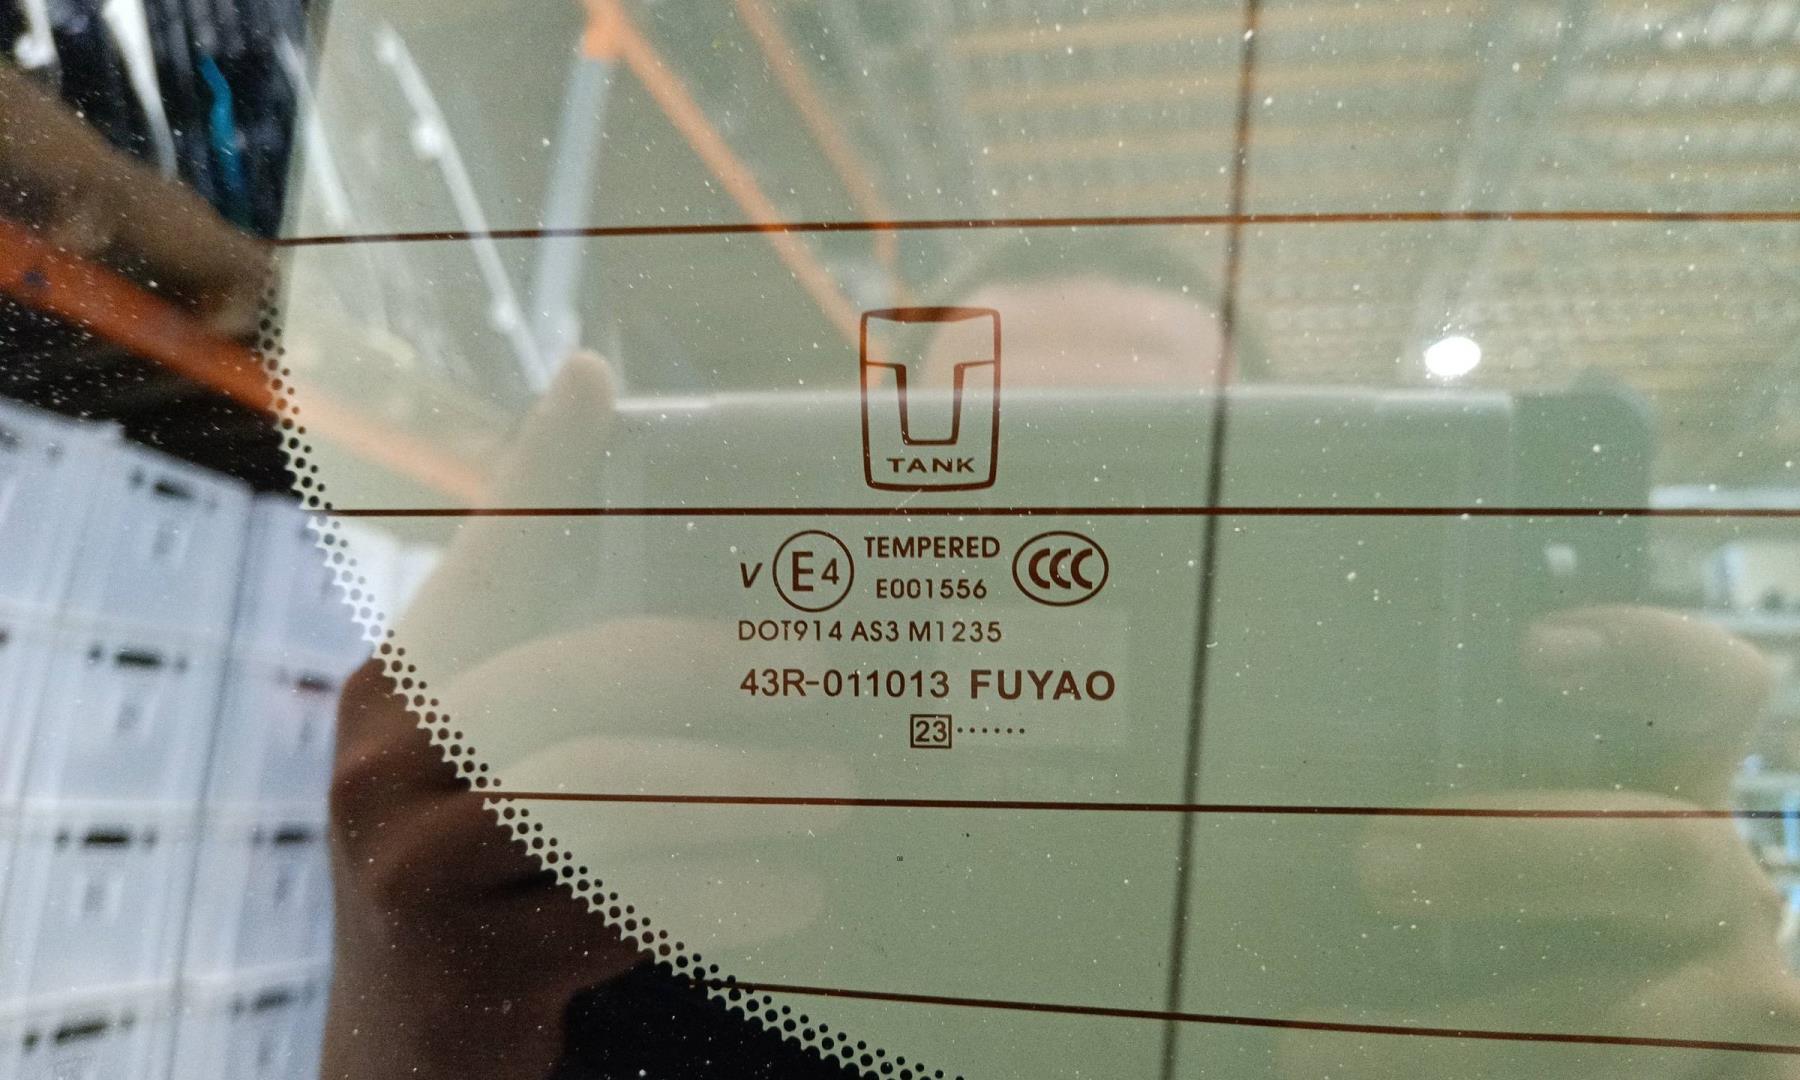 TANK
V E4 TEMPERED CCC
E001556
DOT914 AS3 M1235
43R-011013 FUYAO
23······